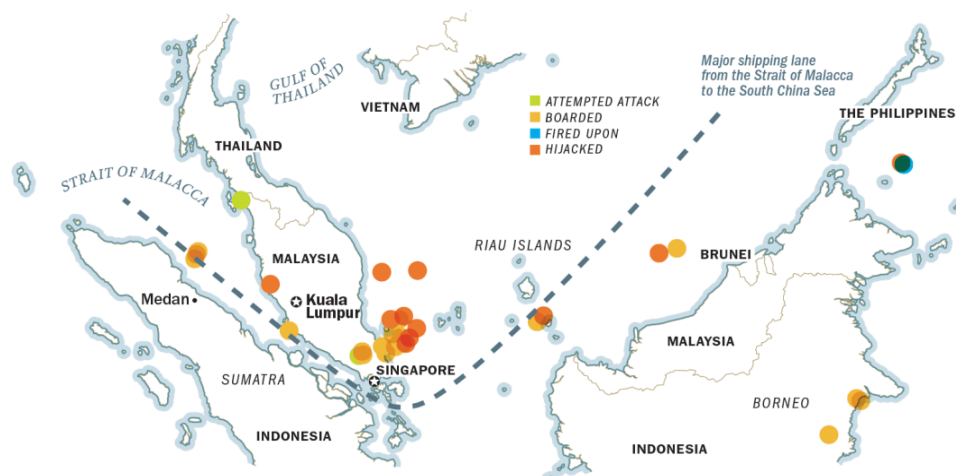 GULF OF
THAILAND
VIETNAM
ATTEMPTED ATTACK
BOARDED
FIRED UPON
HIJACKED
Major shipping lane
from the Strait of Malacca
to the South China Sea
THE PHILIPPINES
THAILAND
STRAIT OF MALACCA
RIAU ISLANDS
BRUNEI
MALAYSIA
Medan
Kuala
Lumpur
MALAYSIA
SINGAPORE
SUMATRA
BORNEO
INDONESIA
INDONESIA